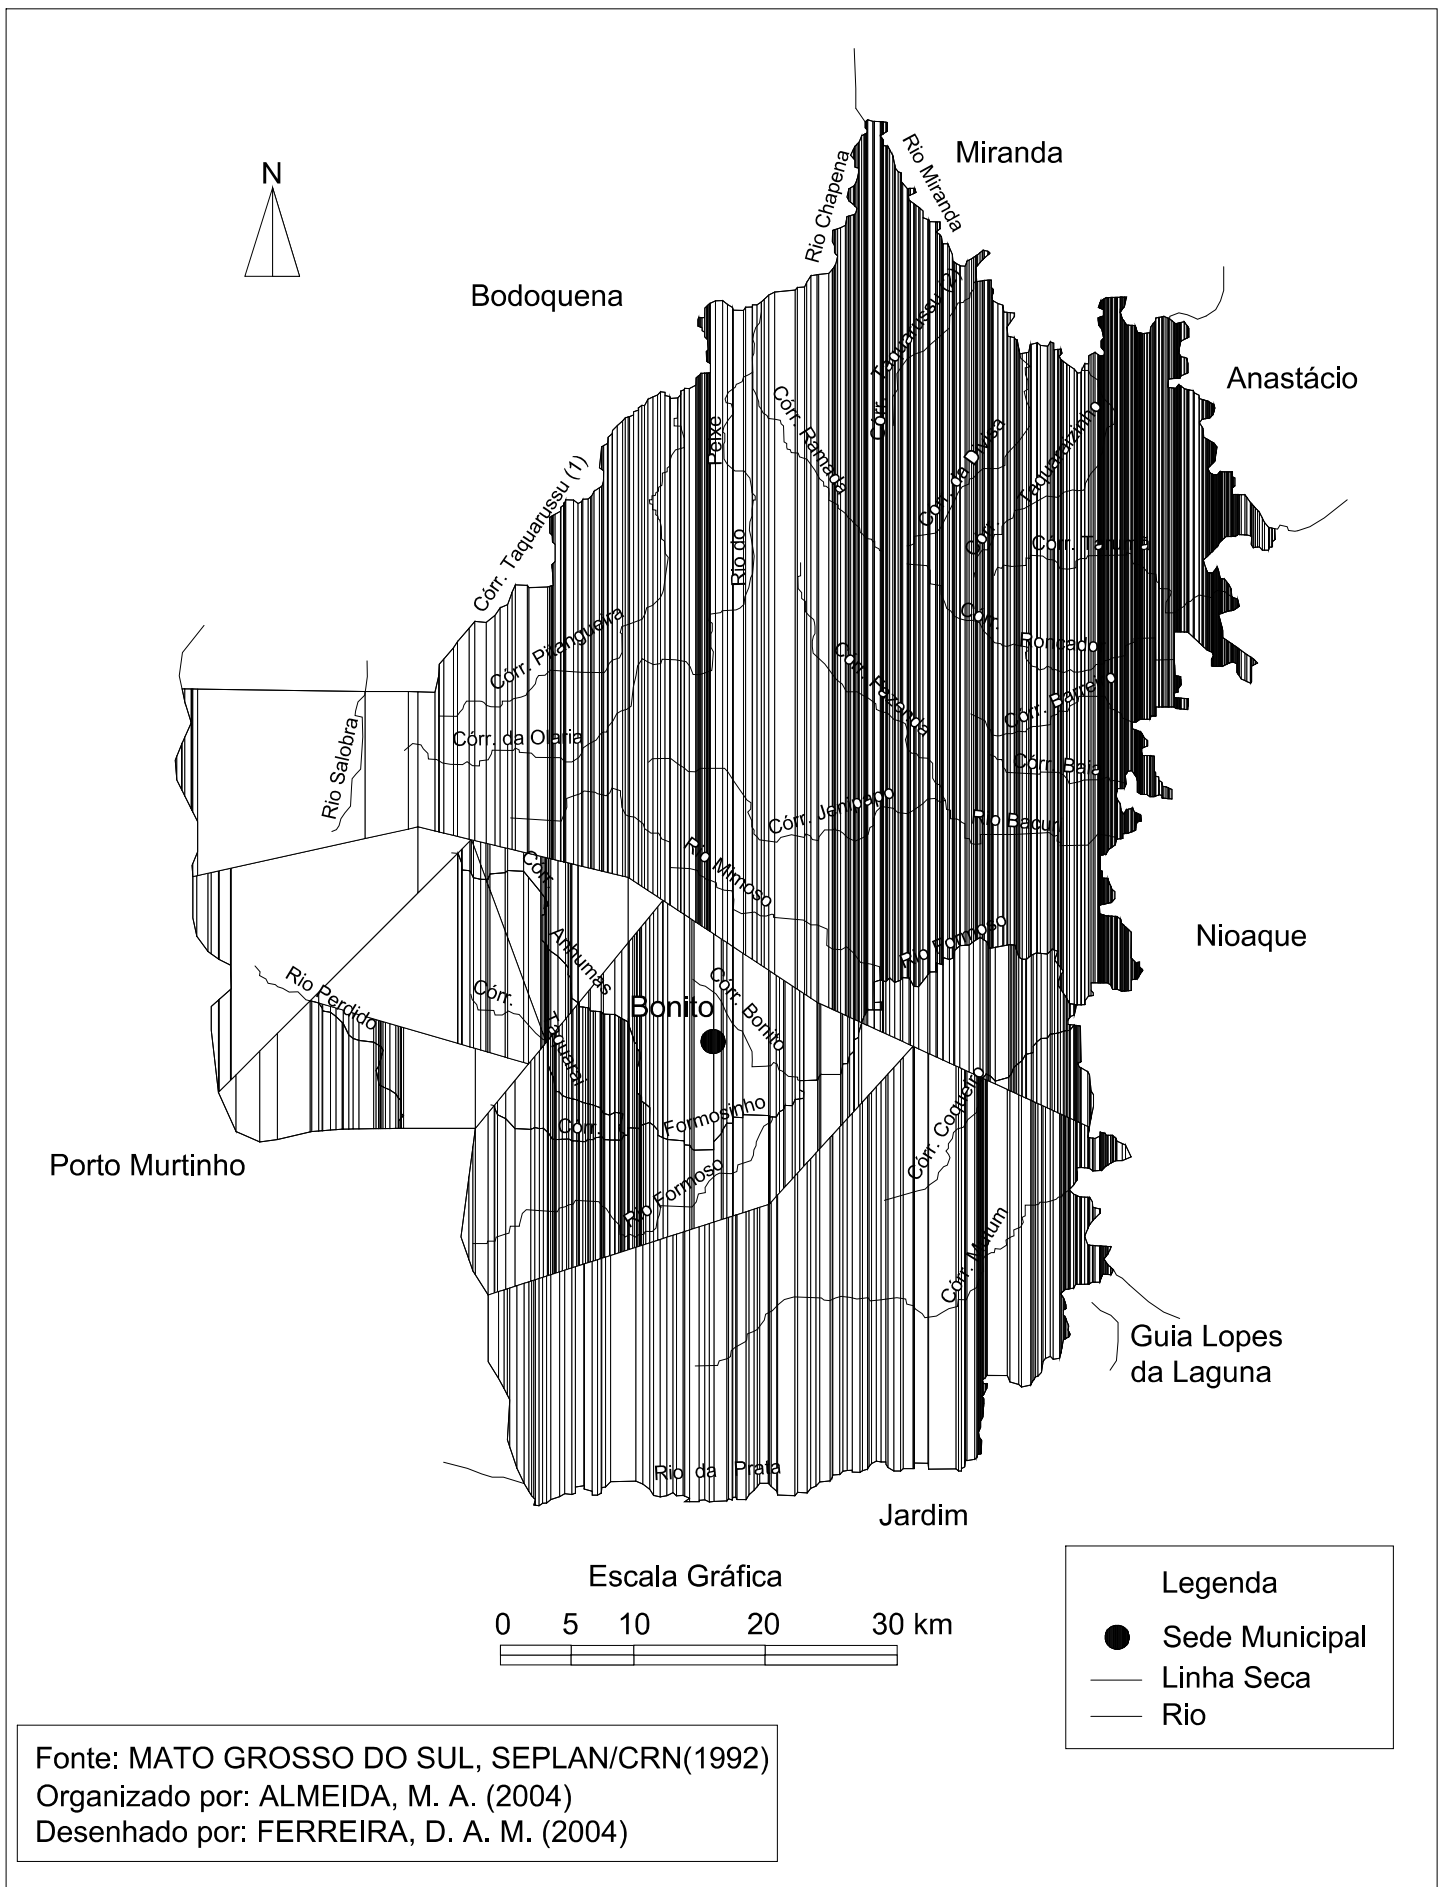 Miranda
N
Rio Chapena
Rio Miranda
Bodoquena
Córr. Taquarussu (2)
Anastácio
Córr. Ramada
Peixe
Rio do
Córr. da Divisa
Córr. Taquaraizinho
Córr. Taquarussu (1)
Córr. Tarumã
Córr. Pitangueira
Córr. Roncado
Córr. Barreiro
Córr. da Olaria
Rio Salobra
Córr. Baia
Córr. Jenipapo
Rio Bacuri
Rio Mimoso
Córr. Anhumas
Rio Formoso
Nioaque
Rio Perdido
Córr. Taquaral
Bonito
Córr. Bonito
Córr. Formosinho
Córr. Coqueiro
Porto Murtinho
Rio Formoso
Córr. Mutum
Guia Lopes
da Laguna
Rio da Prata
Jardim
Escala Gráfica
0 5 10 20 30 km
Legenda
Sede Municipal
Linha Seca
Rio
Fonte: MATO GROSSO DO SUL, SEPLAN/CRN(1992)
Organizado por: ALMEIDA, M. A. (2004)
Desenhado por: FERREIRA, D. A. M. (2004)